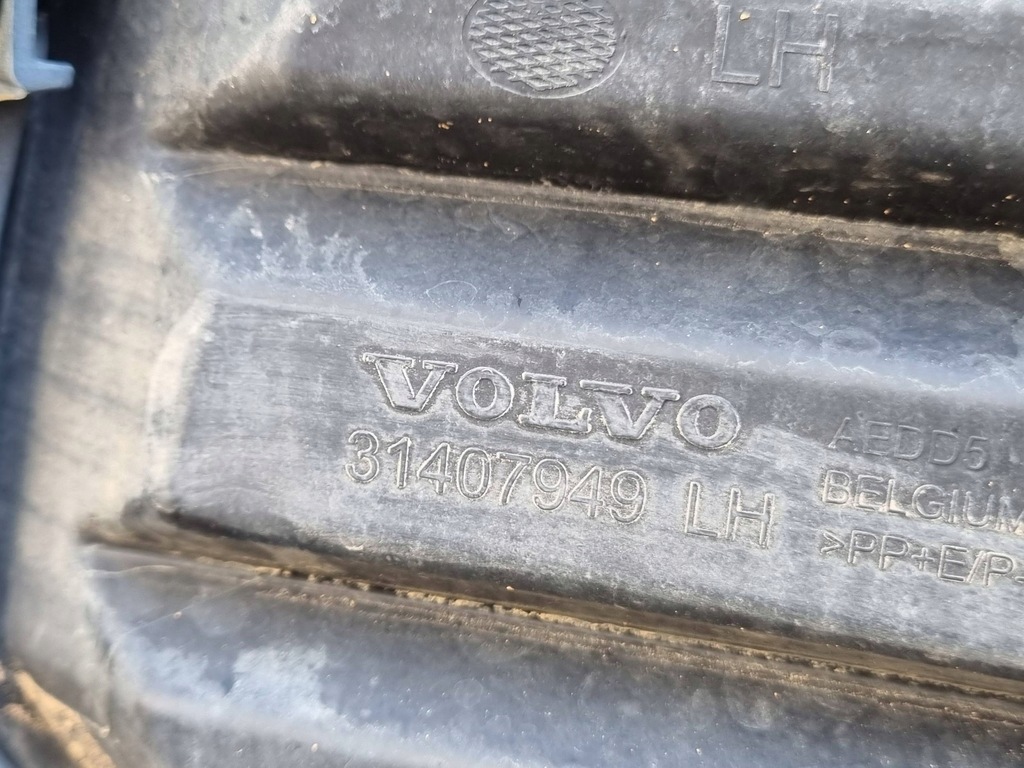 LH
VOLVO
31407949 LH
AEDD5
BELGIUM
>PP+E/P-